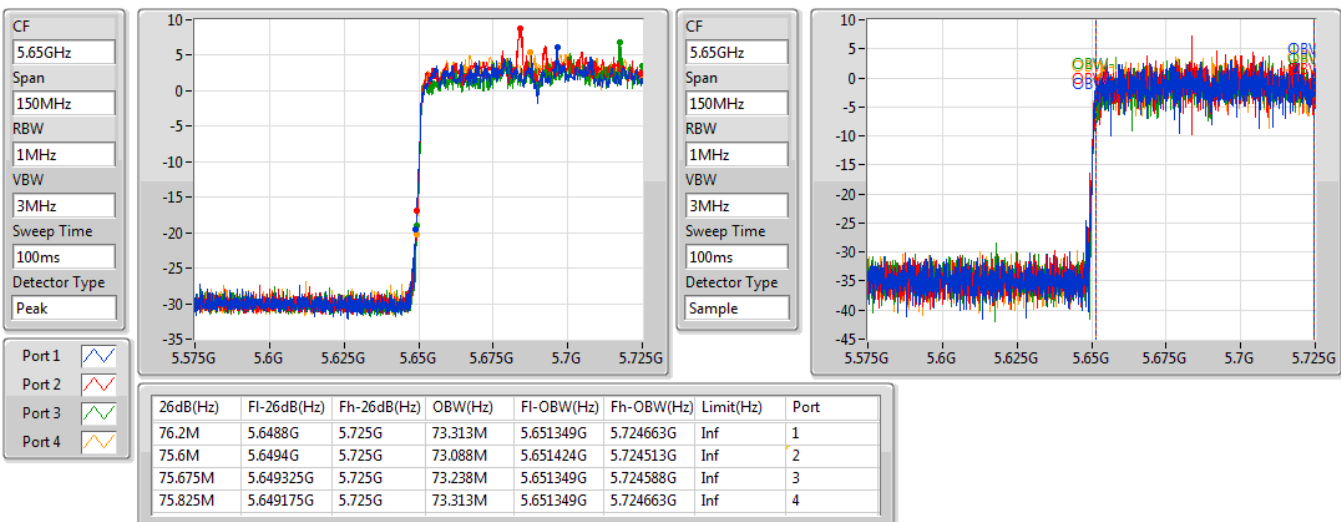 CF
5.65GHz
Span
150MHz
RBW
1MHz
VBW
3MHz
Sweep Time
100ms
Detector Type
Peak
10
5
0
-5
-10
-15
-20
-25
-30
-35
5.575G 5.6G 5.625G 5.65G 5.675G 5.7G 5.725G
CF
5.65GHz
Span
150MHz
RBW
1MHz
VBW
3MHz
Sweep Time
100ms
Detector Type
Sample
10
5
0
-5
-10
-15
-20
-25
-30
-35
-40
-45
5.575G 5.6G 5.625G 5.65G 5.675G 5.7G 5.725G
Port 1
Port 2
Port 3
Port 4
26dB(Hz) Fl-26dB(Hz) Fh-26dB(Hz) OBW(Hz) Fl-OBW(Hz) Fh-OBW(Hz) Limit(Hz) Port
76.2M 5.6488G 5.725G 73.313M 5.651349G 5.724663G Inf 1
75.6M 5.6494G 5.725G 73.088M 5.651424G 5.724513G Inf 2
75.675M 5.649325G 5.725G 73.238M 5.651349G 5.724588G Inf 3
75.825M 5.649175G 5.725G 73.313M 5.651349G 5.724663G Inf 4